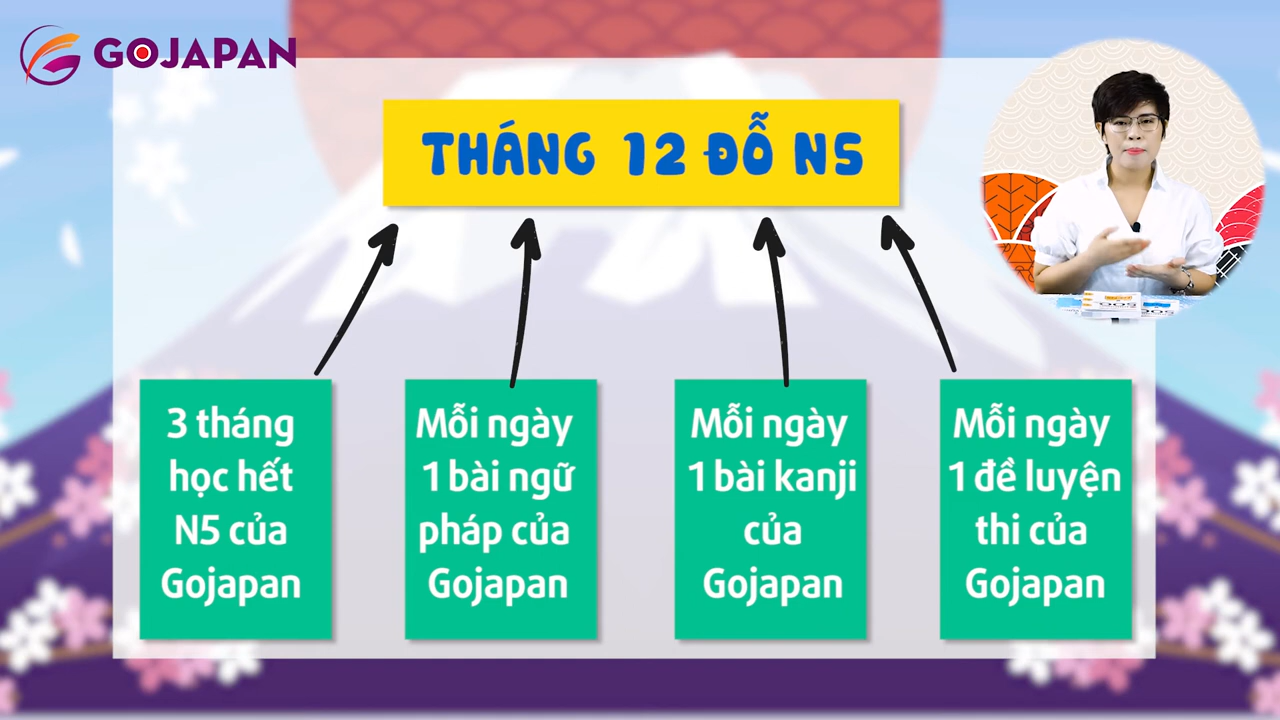 GOJAPAN
THÁNG 12 ĐỖ N5
3 tháng
học hết
N5 của
Gojapan
Mỗi ngày
1 bài ngữ
pháp của
Gojapan
Mỗi ngày
1 bài kanji
của
Gojapan
Mỗi ngày
1 đề luyện
thi của
Gojapan